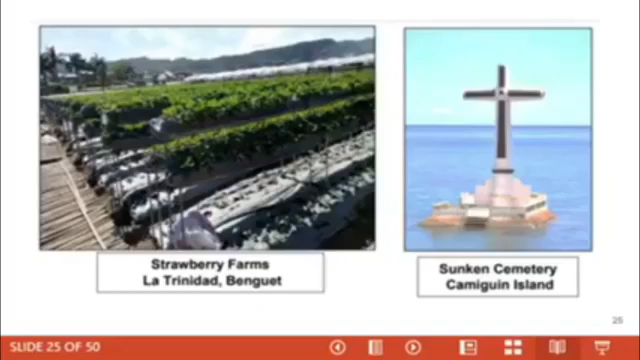 Strawberry Farms
La Trinidad, Benguet
Sunken Cemetery
Camiguin Island
25
SLIDE 25 OF 50